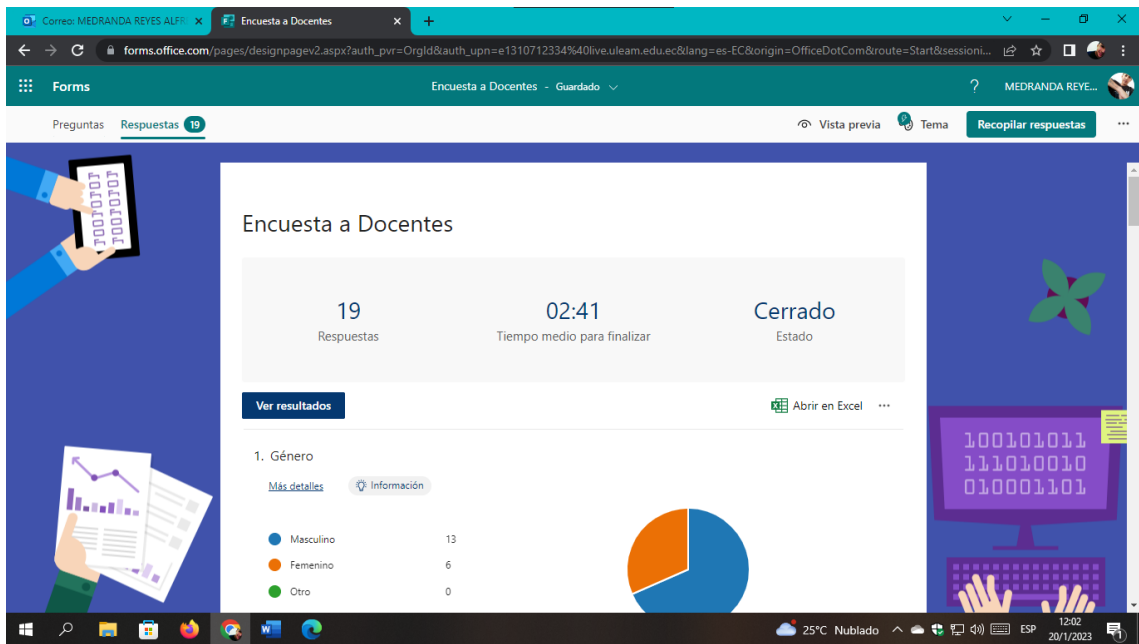 Correo: MEDRANDA REYES ALFR
Encuesta a Docentes
forms.office.com/pages/designpagev2.aspx?auth_pvr=OrgId&auth_upn=e1310712334%40live.uleam.edu.ec&lang=es-EC&origin=OfficeDotCom&route=Start&sessioni...
Forms
Encuesta a Docentes - Guardado
? MEDRANDA REYE...
Preguntas Respuestas 19
Vista previa Tema Recopilar respuestas ...
Encuesta a Docentes
19 02:41 Cerrado
Respuestas Tiempo medio para finalizar Estado
Ver resultados Abrir en Excel ...
1. Género
Más detalles Información
Masculino 13
Femenino 6
Otro 0
100101011
111010010
010001101
25°C Nublado ESP 12:02
20/1/2023